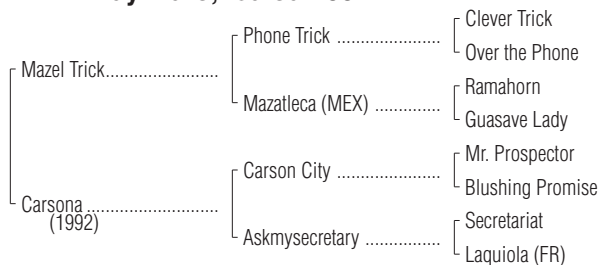 Clever Trick
Phone Trick ..................
Over the Phone
Mazel Trick.......................
Ramahorn
Mazatleca (MEX) ...............
Guasave Lady
Mr. Prospector
Carson City ..................
Blushing Promise
Carsona ...........................
(1992)
Secretariat
Askmysecretary ................
Laquiola (FR)